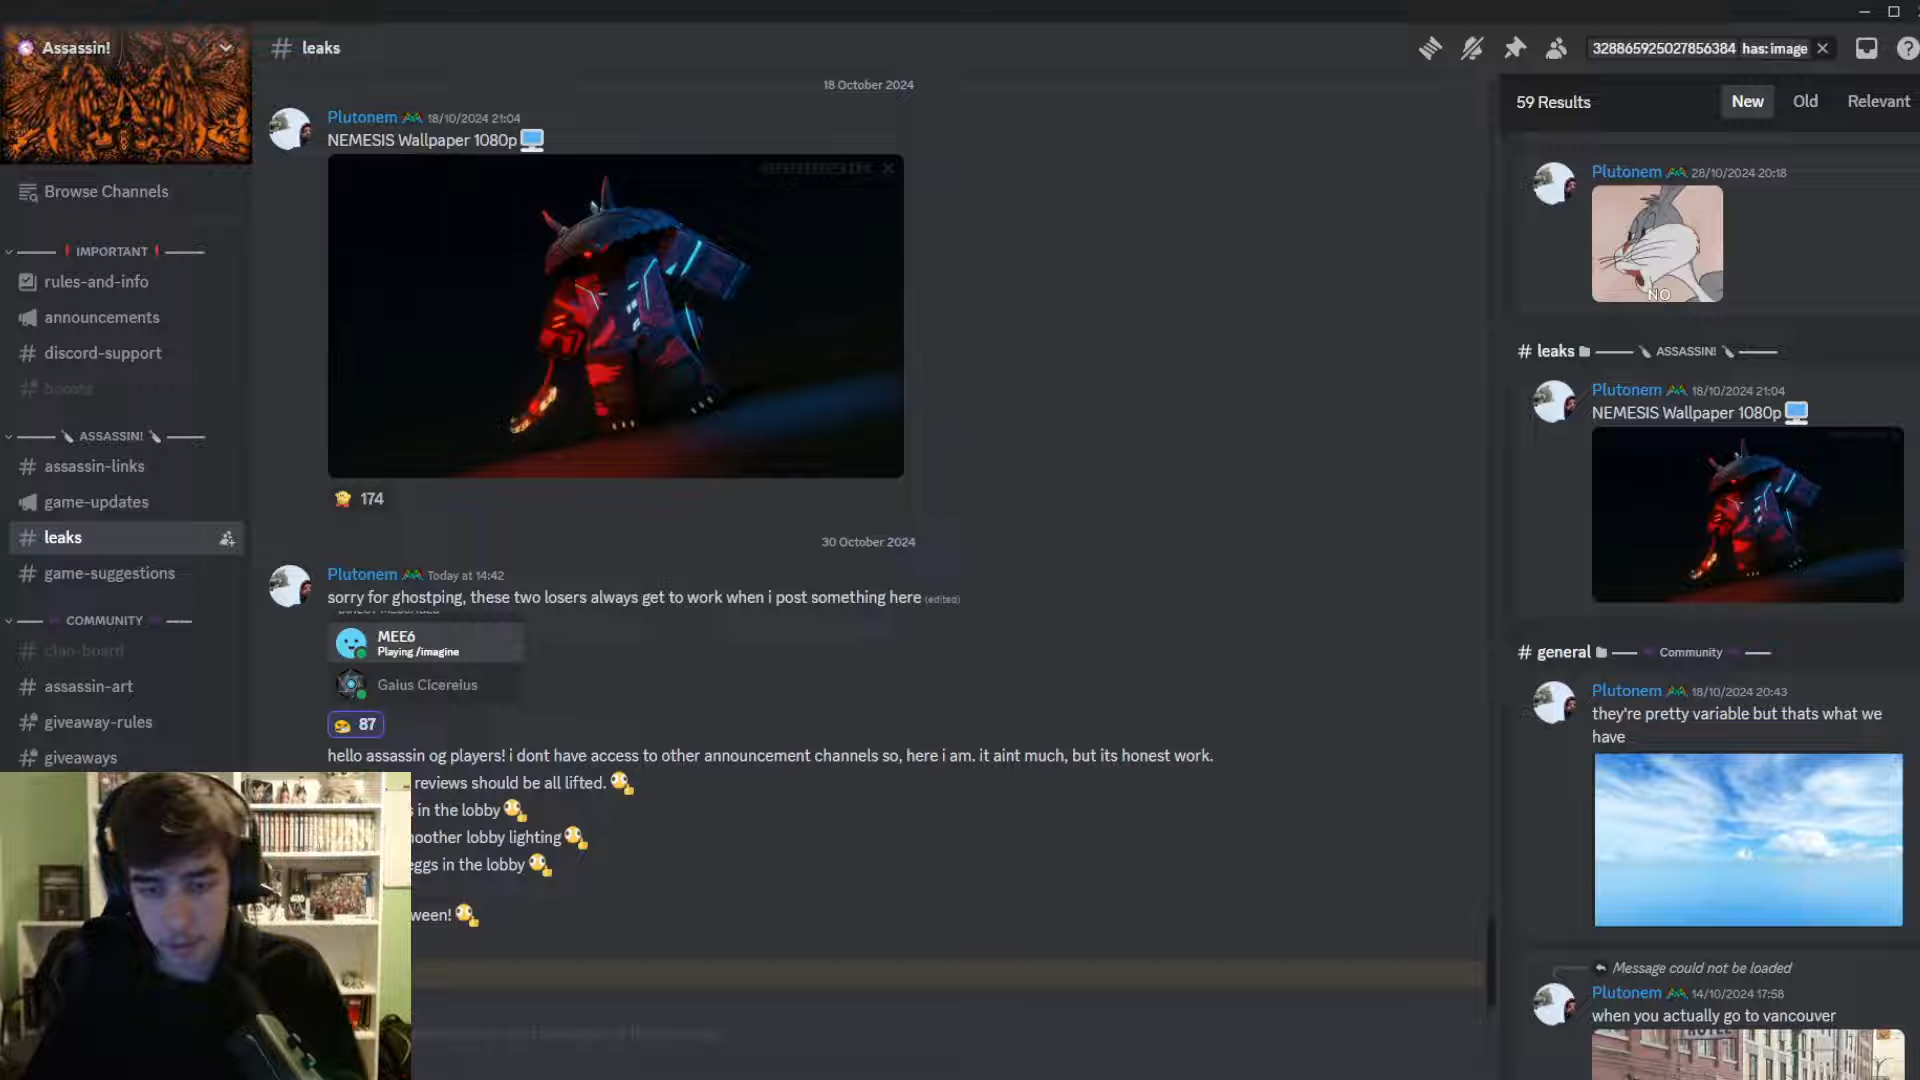 Assassin!
Browse Channels
IMPORTANT
rules-and-info
announcements
discord-support
boosts
ASSASSIN!
assassin-links
game-updates
leaks
game-suggestions
COMMUNITY
clan-board
assassin-art
giveaway-rules
giveaways
leaks
18 October 2024
Plutonem 18/10/2024 21:04
NEMESIS Wallpaper 1080p
174
30 October 2024
Plutonem Today at 14:42
sorry for ghostping, these two losers always get to work when i post something here (edited)
MEE6
Playing /imagine
Gaius Cicereius
87
hello assassin og players! i dont have access to other announcement channels so, here i am. it aint much, but its honest work.
reviews should be all lifted.
in the lobby
lobby lighting
eggs in the lobby
ween!
328865925027856384 has: image
59 Results
New
Old
Relevant
Plutonem 28/10/2024 20:18
NO
# leaks ASSASSIN!
Plutonem 18/10/2024 21:04
NEMESIS Wallpaper 1080p
# general Community
Plutonem 18/10/2024 20:43
they're pretty variable but thats what we
have
Message could not be loaded
Plutonem 14/10/2024 17:58
when you actually go to vancouver
HOTEL